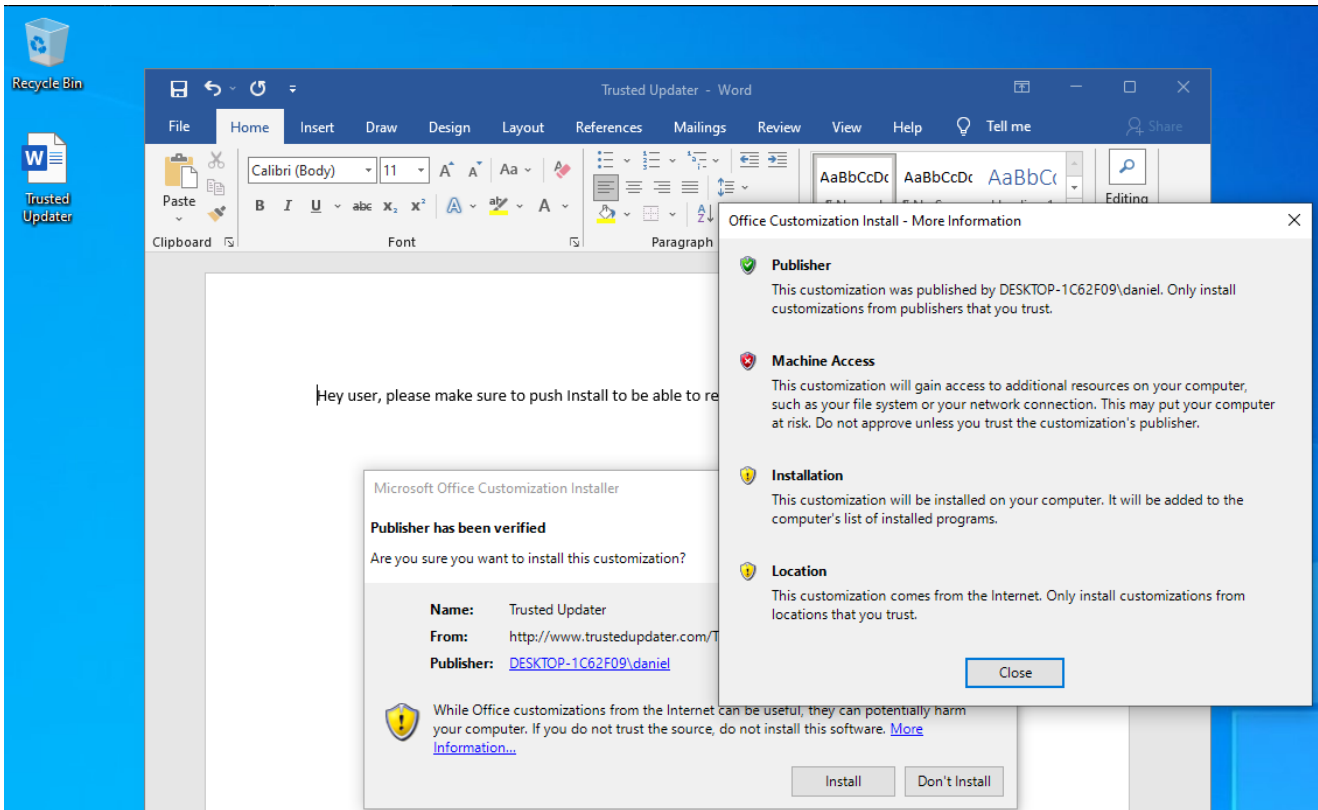 Recycle Bin
Trusted
Updater
Trusted Updater - Word
File Home Insert Draw Design Layout References Mailings Review View Help Tell me Share
Paste
Calibri (Body) 11 A A Aa
B I U abc x₂ x² A ab A
AaBbCcDc AaBbCcDc AaBbCc
Editing
Clipboard Font Paragraph
Hey user, please make sure to push Install to be able to re
Microsoft Office Customization Installer
Publisher has been verified
Are you sure you want to install this customization?
Name: Trusted Updater
From: http://www.trustedupdater.com/T
Publisher: DESKTOP-1C62F09\daniel
While Office customizations from the Internet can be useful, they can potentially harm
your computer. If you do not trust the source, do not install this software. More
Information...
Install Don't Install
Office Customization Install - More Information
Publisher
This customization was published by DESKTOP-1C62F09\daniel. Only install
customizations from publishers that you trust.
Machine Access
This customization will gain access to additional resources on your computer,
such as your file system or your network connection. This may put your computer
at risk. Do not approve unless you trust the customization's publisher.
Installation
This customization will be installed on your computer. It will be added to the
computer's list of installed programs.
Location
This customization comes from the Internet. Only install customizations from
locations that you trust.
Close